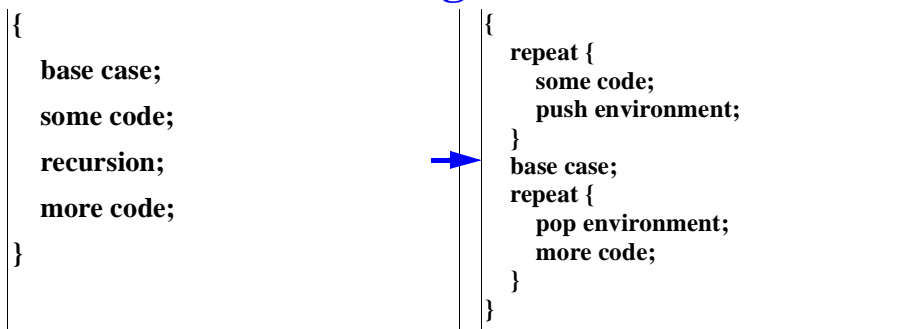 {
base case;
some code;
recursion;
more code;
}
{
repeat {
some code;
push environment;
}
base case;
repeat {
pop environment;
more code;
}
}